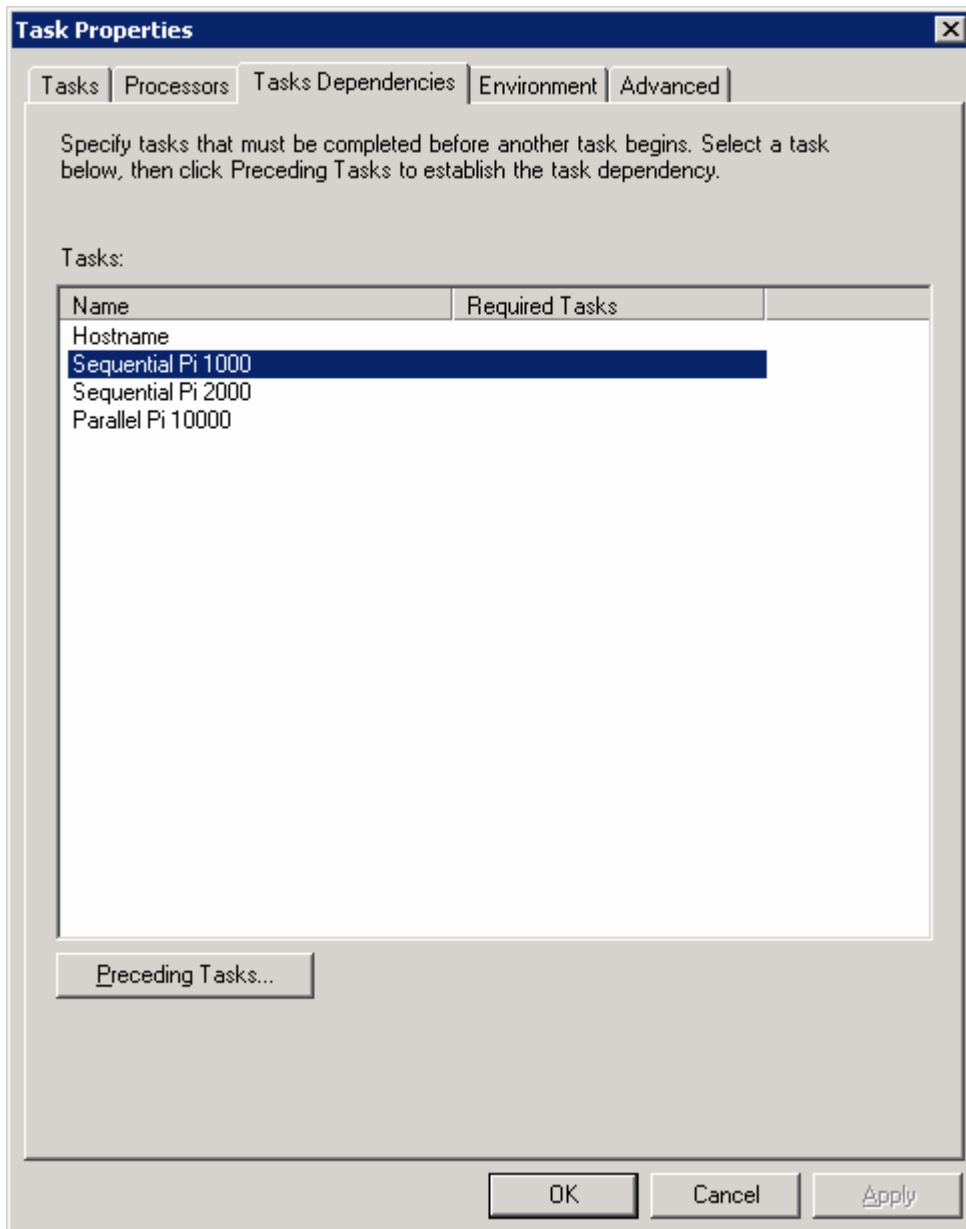 Task Properties
Tasks Processors Tasks Dependencies Environment Advanced
Specify tasks that must be completed before another task begins. Select a task
below, then click Preceding Tasks to establish the task dependency.
Tasks:
Name Required Tasks
Hostname
Sequential Pi 1000
Sequential Pi 2000
Parallel Pi 10000
Preceding Tasks...
OK Cancel Apply